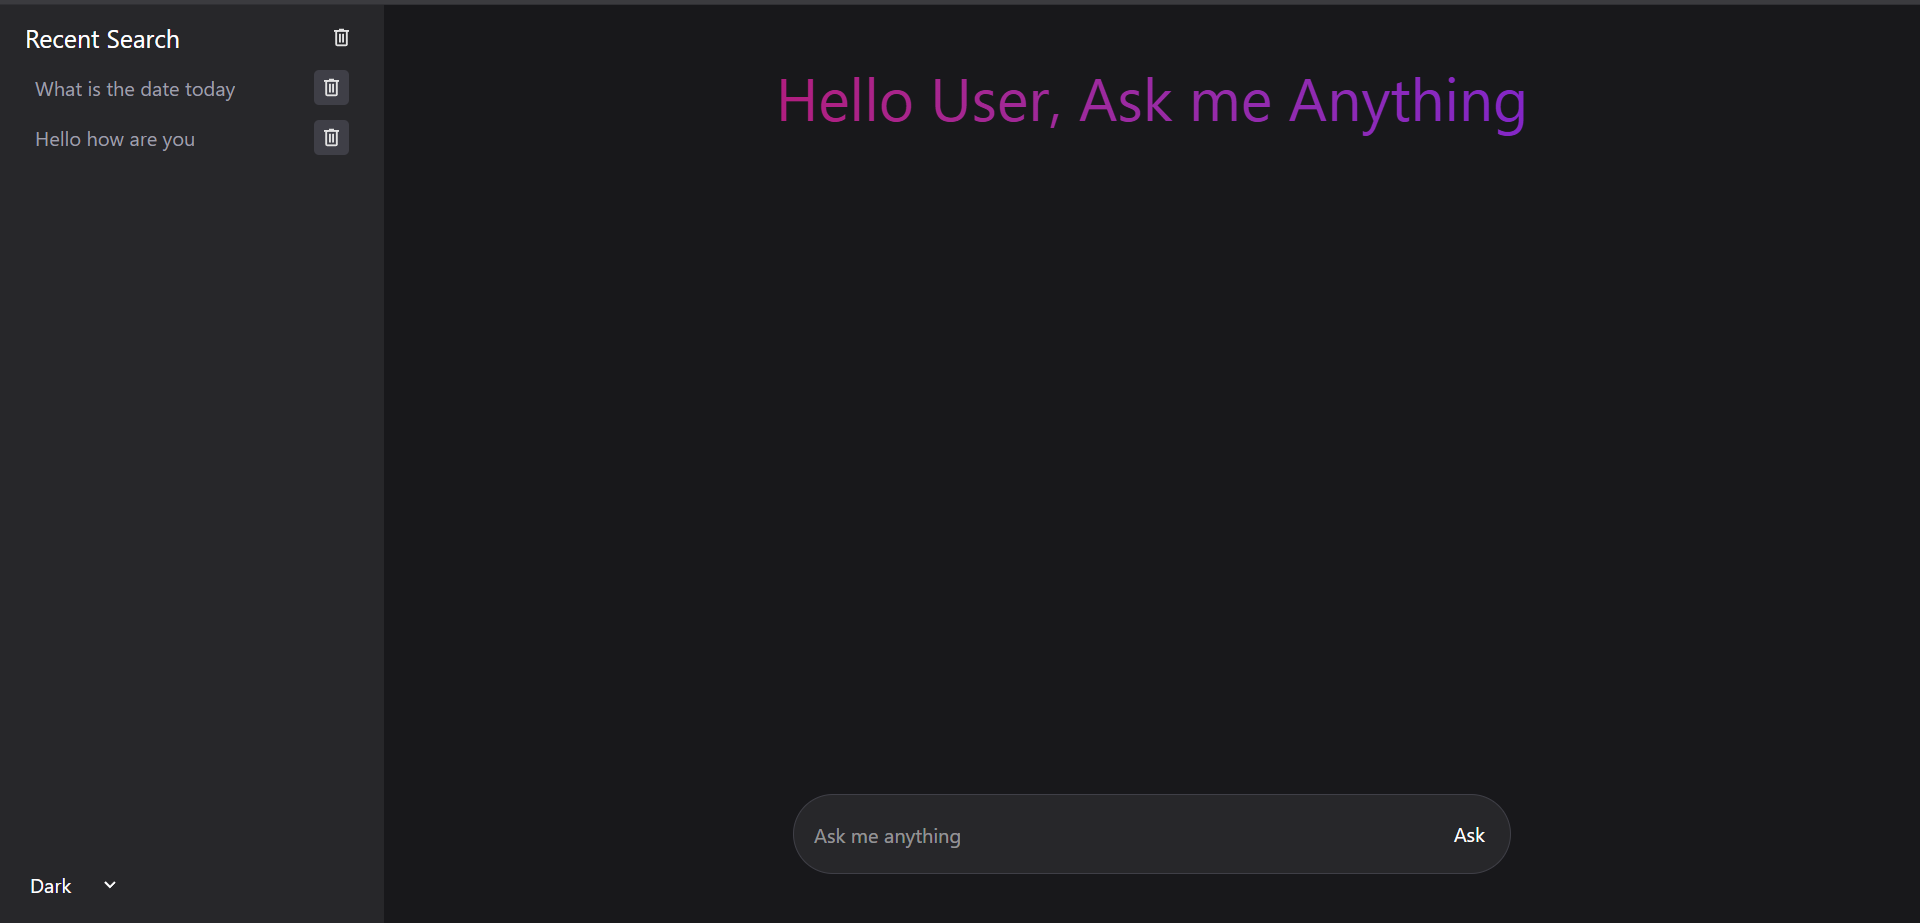 Recent Search
What is the date today
Hello how are you
Dark
Hello User, Ask me Anything
Ask me anything
Ask